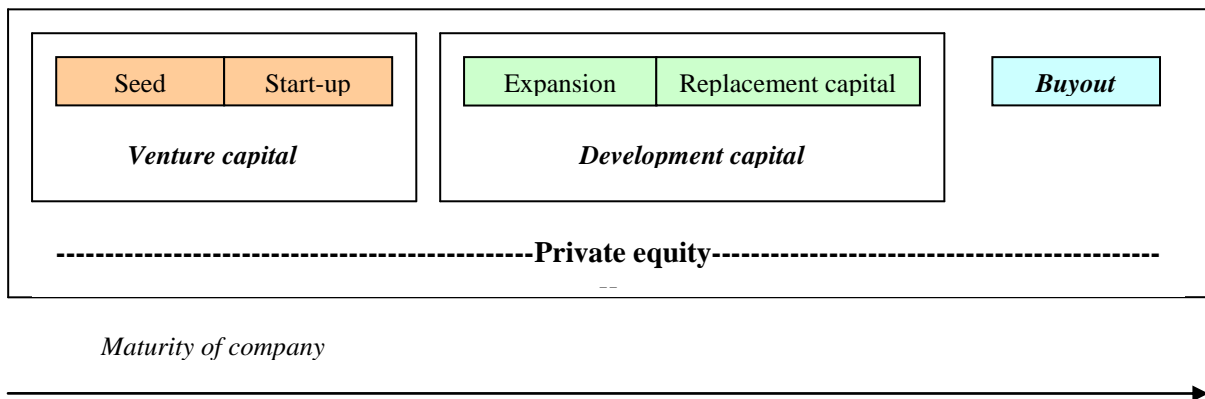 Seed Start-up Expansion Replacement capital Buyout
Venture capital Development capital
-------------------------------------------------Private equity----------------------------------------------
--
Maturity of company